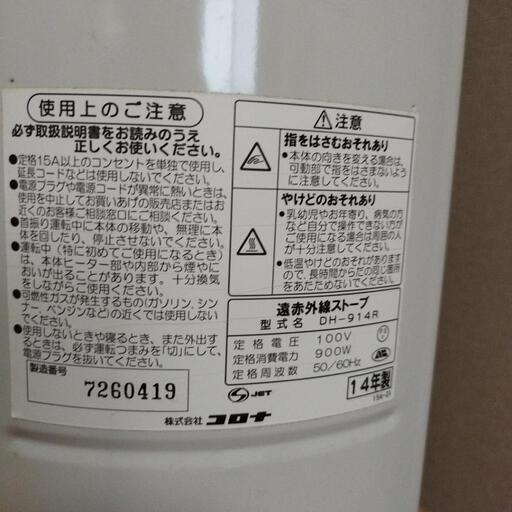 使用上のご注意
必ず取扱説明書をお読みのうえ
正しくお使いください。
●定格15A以上のコンセントを単独で使用し、
延長コードなどは使用しないでください。
●電源プラグや電源コードが異常に熱いときは、
使用を中止してお買いあげの販売店またはお
近くのお客様ご相談窓口にご相談ください。
●首振り運転中に本体の移動や、無理に本
体を回したり、停止させないでください。
●運転中(特に初めてご使用になるとき)
は、本体ヒーター部や内部から煙やに
おいが出ることがあります。十分換気
をしながらご使用ください。
●可燃性ガスが発生するもの(ガソリン、シン
ナー、ベンジンなど)の近くでは使用しない
でください。
●使用しないときや寝るとき、また外出す
るときは、必ず運転つまみを「切」にして、
電源プラグを抜いてください。
製造番号
7260419
⚠注意
指をはさむおそれあり
●本体の向きを変える場合は、
可動部で指をはさまないよう
に注意してください。
やけどのおそれあり
●乳幼児やお年寄り、病気の方
など自分で操作できない方が
ご使用になる場合は周囲の人
が十分注意してください。
●低温やけどのおそれがあります
ので、長時間からだの同じ箇所
をあたためないでください。
遠赤外線ストーブ
型式名 DH-914R
定格電圧 100V
定格消費電力 900W
定格周波数 50/60Hz
S JET
14年製
株式会社 コロナ